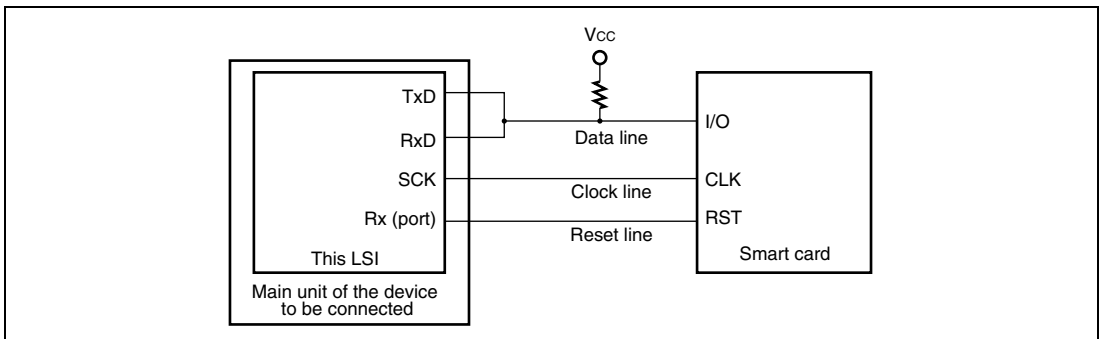 Vcc
TxD
RxD
SCK
Rx (port)
This LSI
Main unit of the device
to be connected
Data line
Clock line
Reset line
I/O
CLK
RST
Smart card